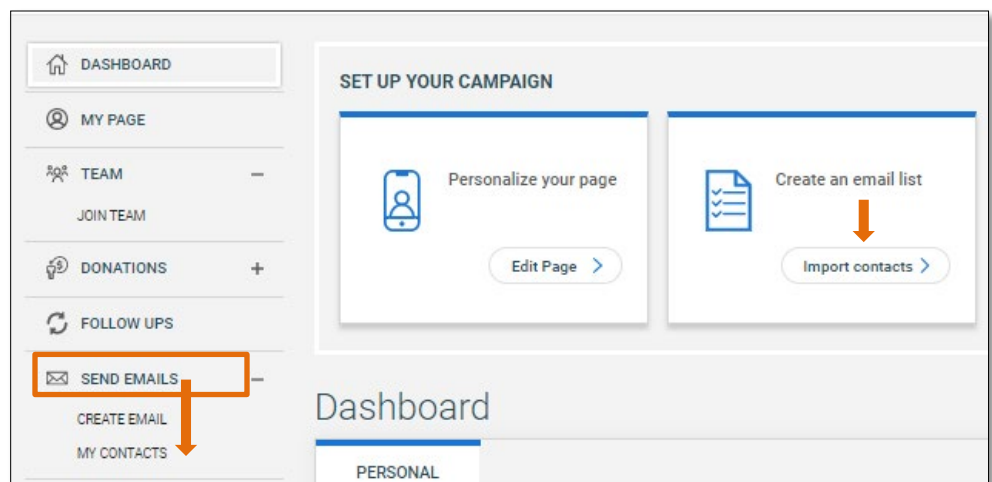 DASHBOARD
MY PAGE
TEAM
JOIN TEAM
DONATIONS
FOLLOW UPS
SEND EMAILS
CREATE EMAIL
MY CONTACTS
SET UP YOUR CAMPAIGN
Personalize your page
Edit Page
Create an email list
Import contacts
Dashboard
PERSONAL